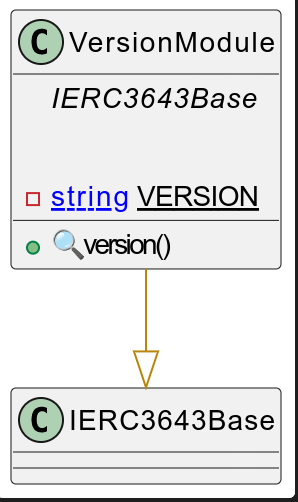 C VersionModule
IERC3643Base
string VERSION
🔍version()
C IERC3643Base